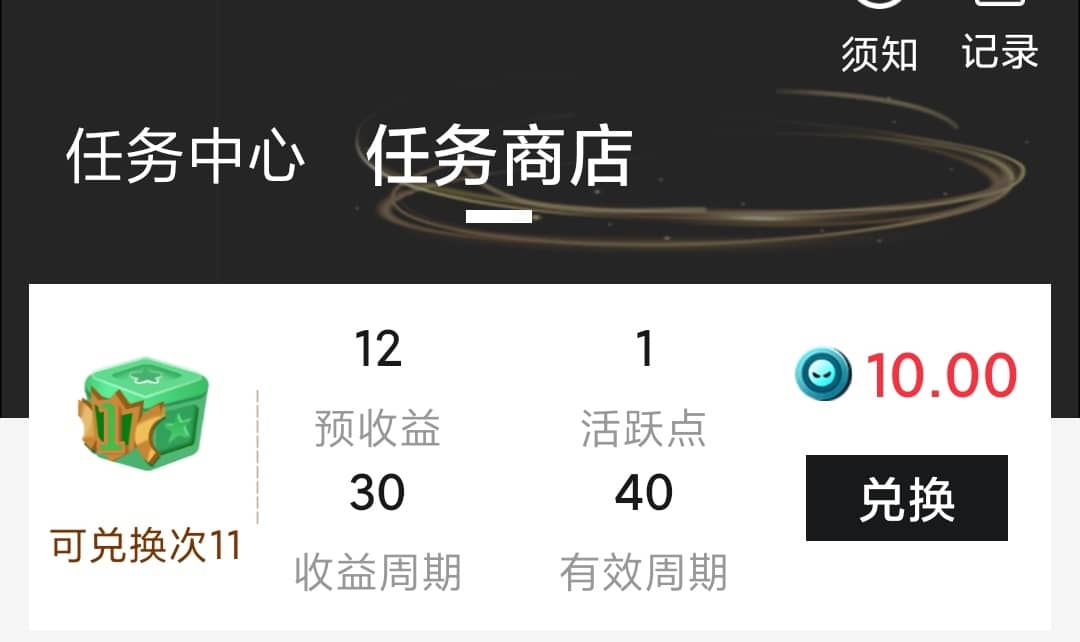 须知 记录
任务中心 任务商店
12 1
10.00
预收益 活跃点
30 40
兑换
1
可兑换次11
收益周期 有效周期